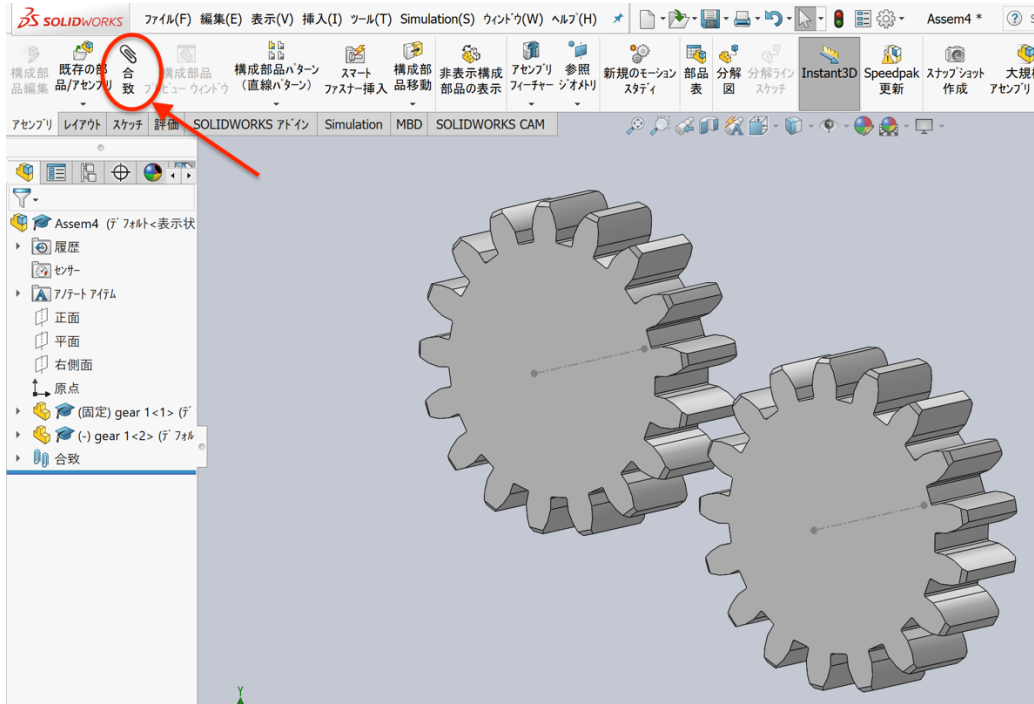 SOLIDWORKS ファイル(F) 編集(E) 表示(V) 挿入(I) ツール(T) Simulation(S) ウィンドウ(W) ヘルプ(H) Assem4 * S
構成部品編集 既存の部品/アセンブリ 合致 構成部品プレビュー ウィンドウ 構成部品パターン(直線パターン) スマートファスナー挿入 構成部品移動 非表示構成部品の表示 アセンブリフィーチャー 参照ジオメトリ 新規のモーションスタディ 部品表 分解図 分解ラインスケッチ Instant3D Speedpak更新 スナップショット作成 大規模アセンブリ
アセンブリ レイアウト スケッチ 評価 SOLIDWORKS アドイン Simulation MBD SOLIDWORKS CAM
Assem4 (デフォルト<表示状
履歴
センサー
アノテート アイテム
正面
平面
右側面
原点
(固定) gear 1<1> (デ
(-) gear 1<2> (デフォル
合致
Y